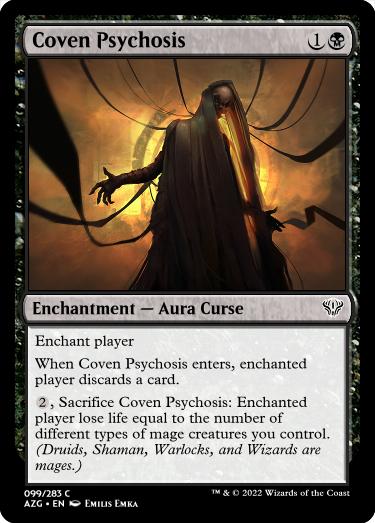 Coven Psychosis 1
Enchantment — Aura Curse
Enchant player
When Coven Psychosis enters, enchanted
player discards a card.
2, Sacrifice Coven Psychosis: Enchanted
player lose life equal to the number of
different types of mage creatures you control.
(Druids, Shaman, Warlocks, and Wizards are
mages.)
099/283 C
AZG • EN Emilis Emka
™ & © 2022 Wizards of the Coast